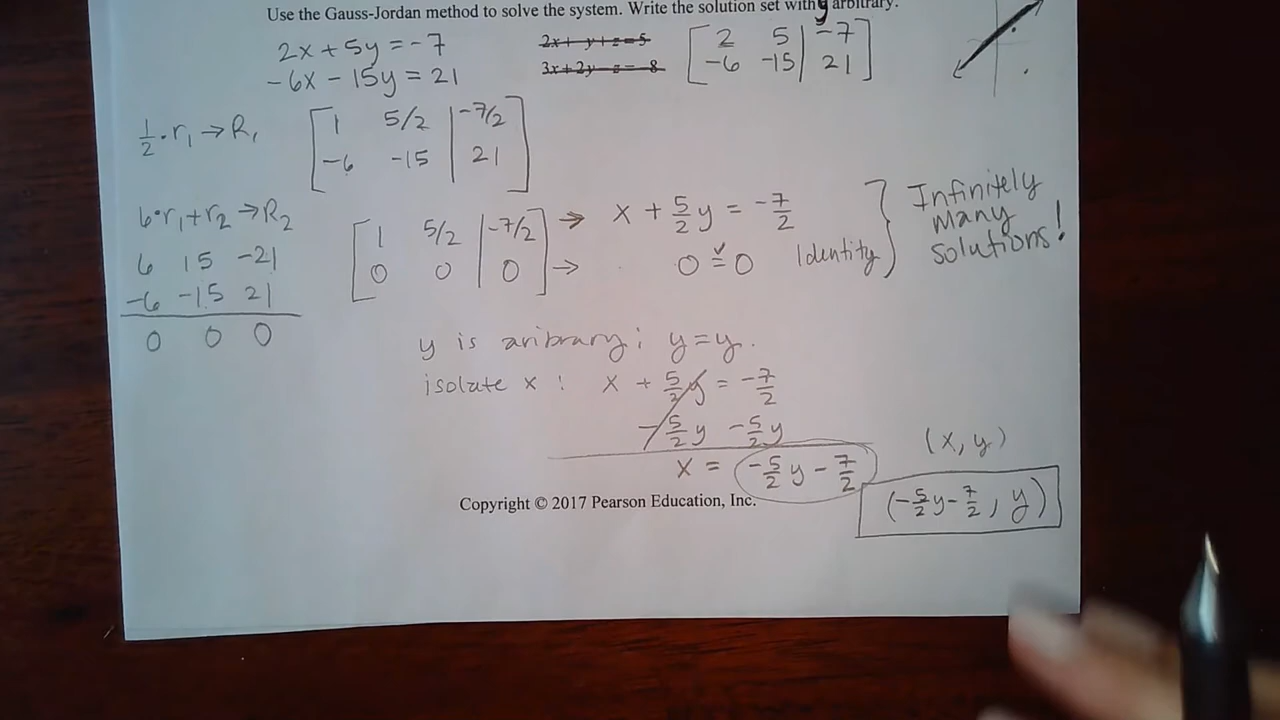 Use the Gauss-Jordan method to solve the system. Write the solution set with y arbitrary.
2x + 5y = -7
-6x - 15y = 21
2x + y + z = 5
3x + 2y - z = - 8
[ 2 5 | -7 ]
[ -6 -15 | 21 ]
½ · r₁ → R₁
[ 1 5/2 | -7/2 ]
[ -6 -15 | 21 ]
6 · r₁ + r₂ → R₂
6 15 -21
-6 -15 21
0 0 0
[ 1 5/2 | -7/2 ] → x + 5/2 y = -7/2
[ 0 0 | 0 ] → 0 = 0 Identity
Infinitely
many
solutions!
y is aribrary; y = y.
isolate x : x + 5/2 y = -7/2
-5/2 y -5/2 y
x = -5/2 y - 7/2
(x, y)
(-5/2 y - 7/2 , y)
Copyright © 2017 Pearson Education, Inc.